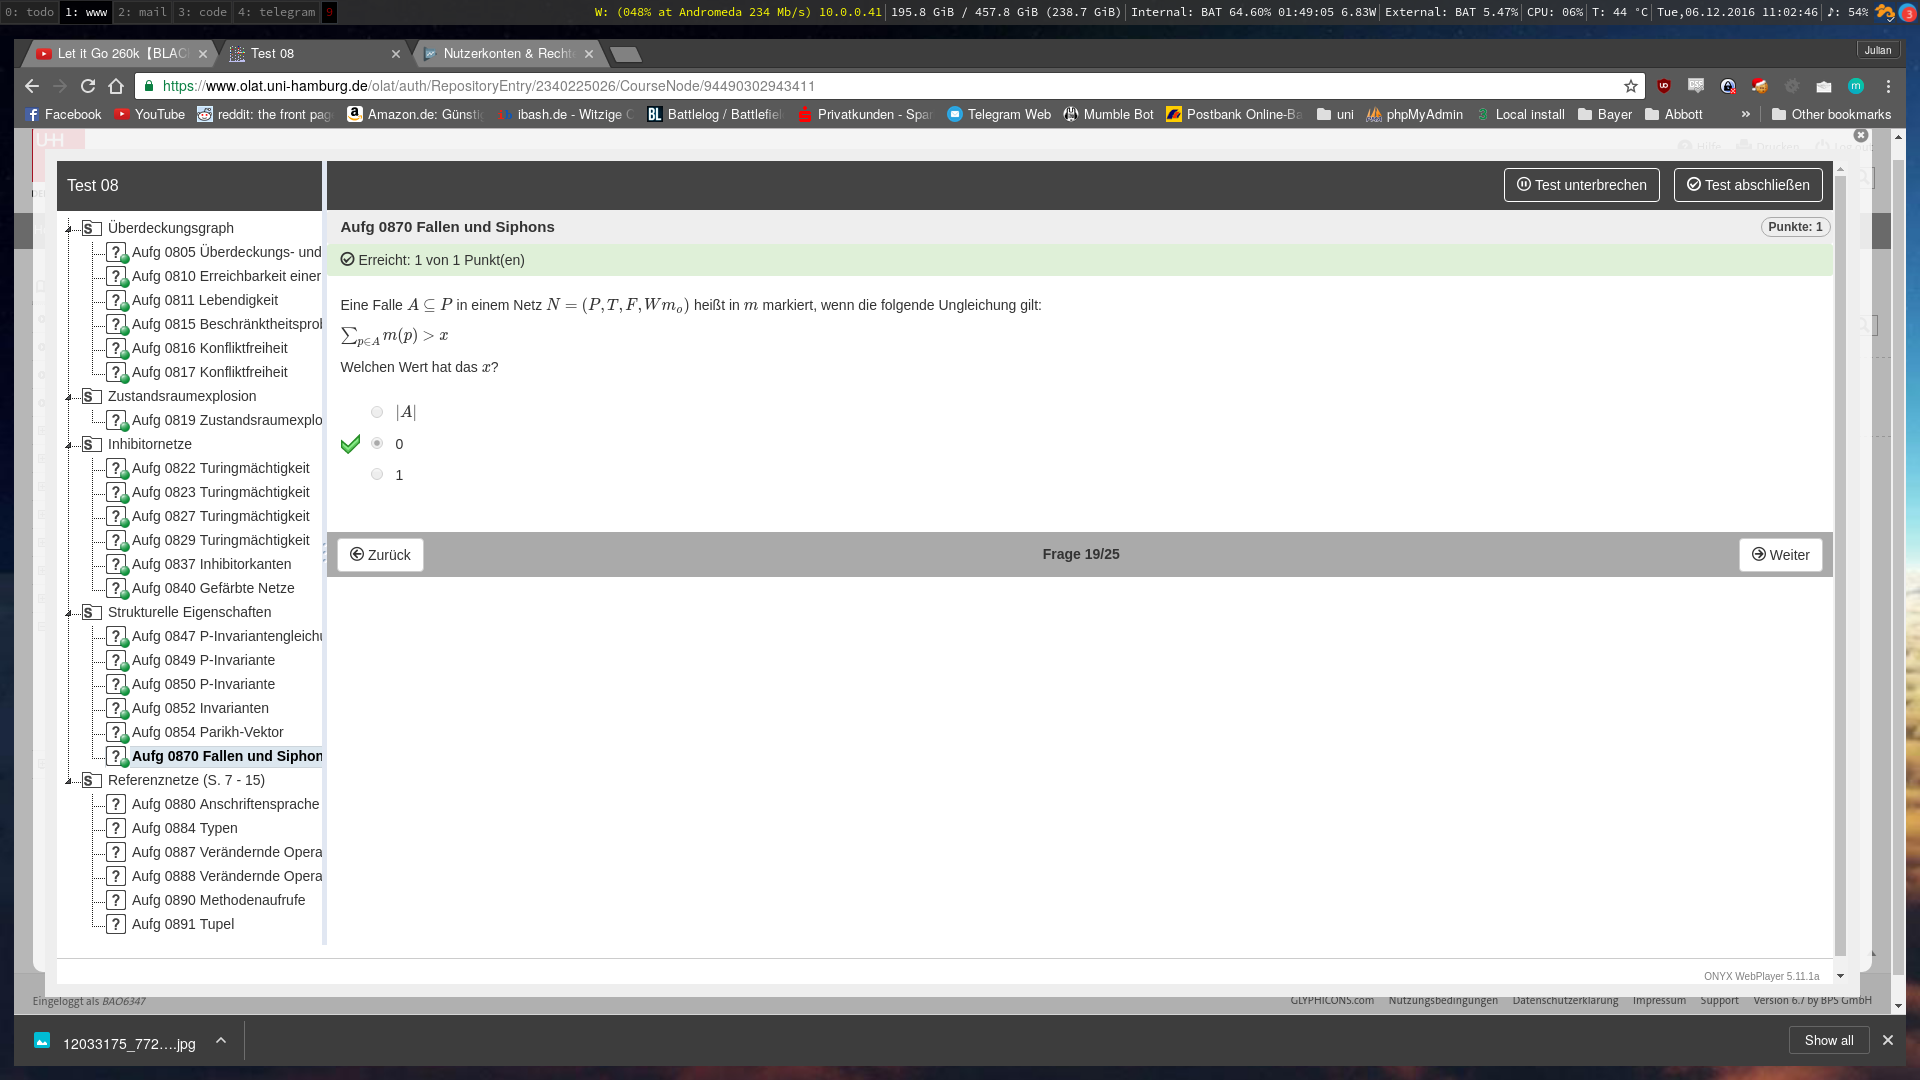 0: todo 1: www 2: mail 3: code 4: telegram 9 W: (048% at Andromeda 234 Mb/s) 10.0.0.41 195.8 GiB / 457.8 GiB (238.7 GiB) Internal: BAT 64.60% 01:49:05 6.83W External: BAT 5.47% CPU: 06% T: 44 °C Tue,06.12.2016 11:02:46 ♪: 54% 3
Let it Go 260k【BLAC Test 08 Nutzerkonten & Recht Julian
https://www.olat.uni-hamburg.de/olat/auth/RepositoryEntry/2340225026/CourseNode/94490302943411
Facebook YouTube reddit: the front pag Amazon.de: Günsti ibash.de - Witzige Battlelog / Battlefiel Privatkunden - Spar Telegram Web Mumble Bot Postbank Online-Ba uni phpMyAdmin Local install Bayer Abbott » Other bookmarks
Test 08 Test unterbrechen Test abschließen
Überdeckungsgraph
Aufg 0805 Überdeckungs- und
Aufg 0810 Erreichbarkeit einer
Aufg 0811 Lebendigkeit
Aufg 0815 Beschränktheitsprob
Aufg 0816 Konfliktfreiheit
Aufg 0817 Konfliktfreiheit
Zustandsraumexplosion
Aufg 0819 Zustandsraumexplo
Inhibitornetze
Aufg 0822 Turingmächtigkeit
Aufg 0823 Turingmächtigkeit
Aufg 0827 Turingmächtigkeit
Aufg 0829 Turingmächtigkeit
Aufg 0837 Inhibitorkanten
Aufg 0840 Gefärbte Netze
Strukturelle Eigenschaften
Aufg 0847 P-Invariantengleichu
Aufg 0849 P-Invariante
Aufg 0850 P-Invariante
Aufg 0852 Invarianten
Aufg 0854 Parikh-Vektor
Aufg 0870 Fallen und Siphon
Referenznetze (S. 7 - 15)
Aufg 0880 Anschriftensprache
Aufg 0884 Typen
Aufg 0887 Verändernde Opera
Aufg 0888 Verändernde Opera
Aufg 0890 Methodenaufrufe
Aufg 0891 Tupel
Aufg 0870 Fallen und Siphons Punkte: 1
Erreicht: 1 von 1 Punkt(en)
Eine Falle A ⊆ P in einem Netz N = (P, T, F, Wm₀) heißt in m markiert, wenn die folgende Ungleichung gilt:
∑p∈A m(p) > x
Welchen Wert hat das x?
|A|
0
1
Zurück Frage 19/25 Weiter
ONYX WebPlayer 5.11.1a
Eingeloggt als BAO6347 GLYPHICONS.com Nutzungsbedingungen Datenschutzerklärung Impressum Support Version 6.7 by BPS GmbH
12033175_772....jpg Show all